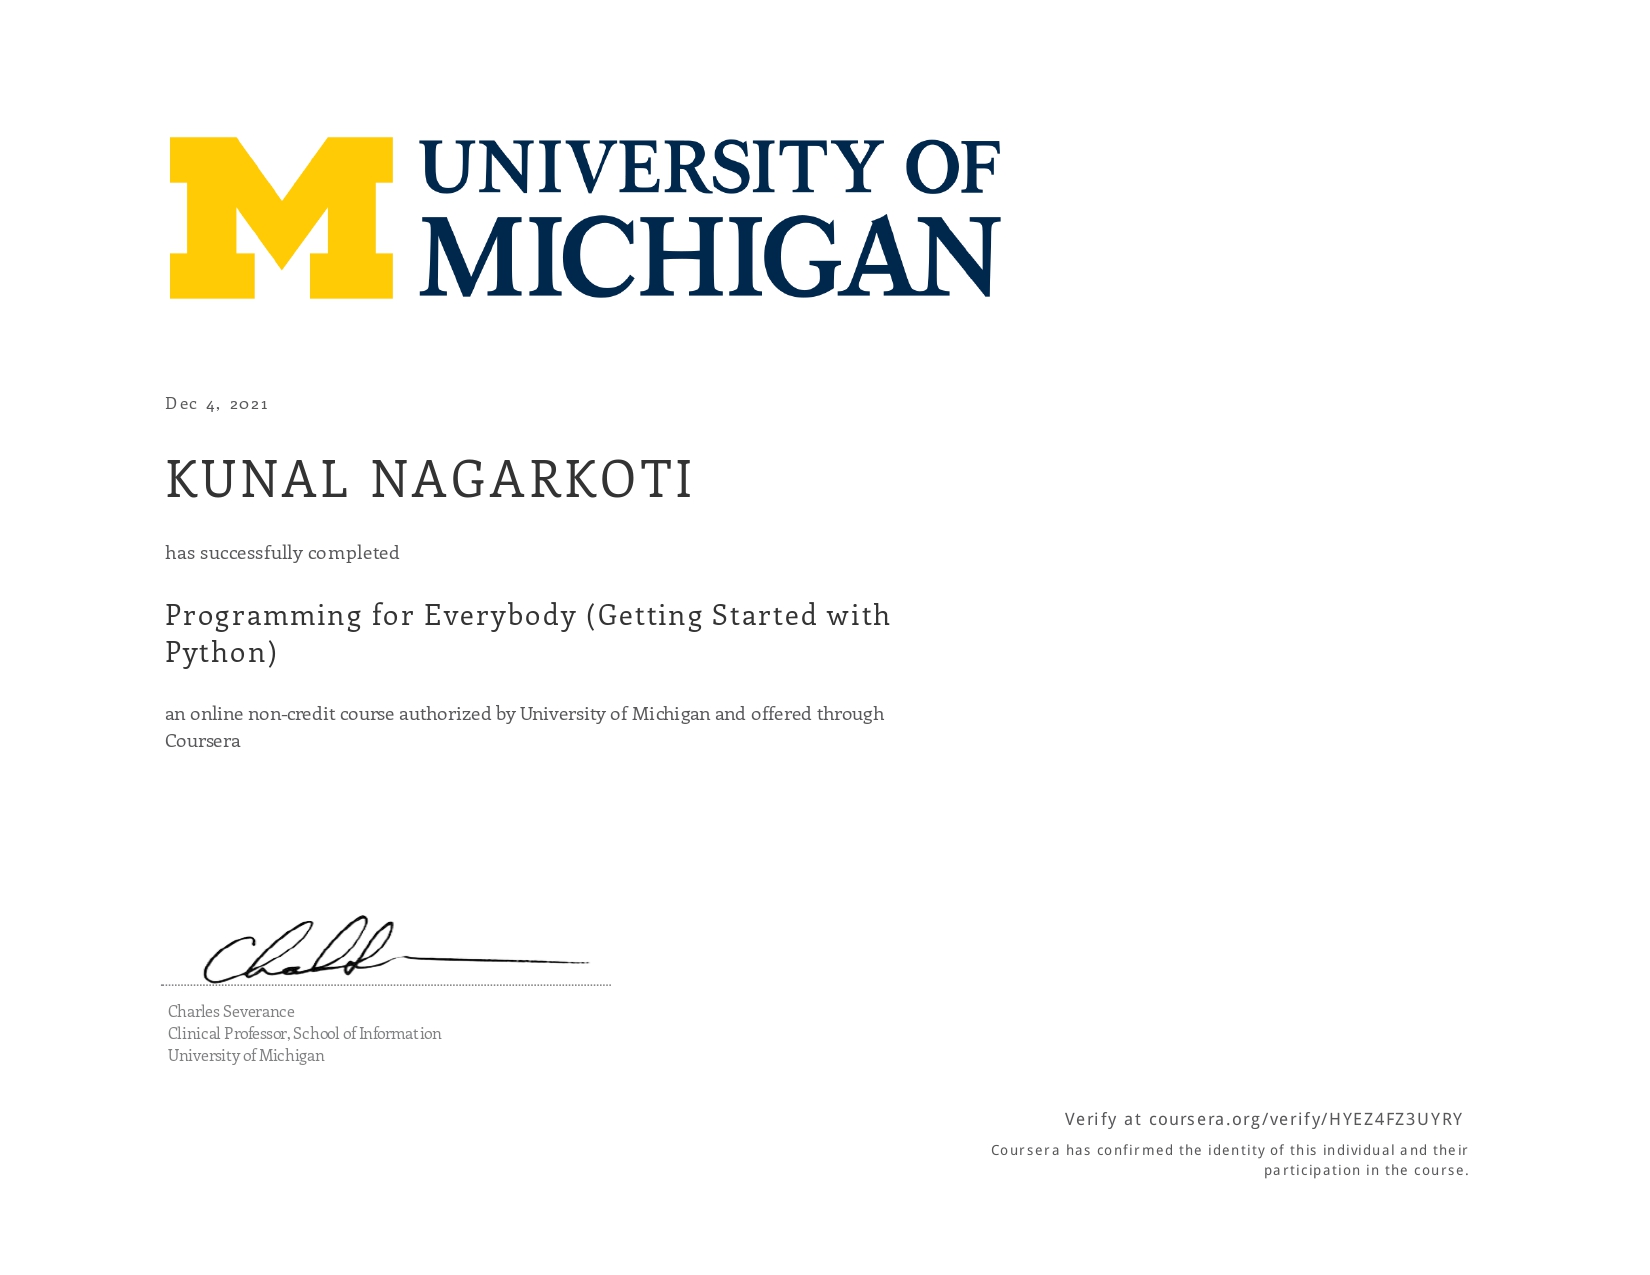 UNIVERSITY OF
MICHIGAN
Dec 4, 2021
KUNAL NAGARKOTI
has successfully completed
Programming for Everybody (Getting Started with
Python)
an online non-credit course authorized by University of Michigan and offered through
Coursera
Charles Severance
Clinical Professor, School of Information
University of Michigan
Verify at coursera.org/verify/HYEZ4FZ3UYRY
Coursera has confirmed the identity of this individual and their
participation in the course.